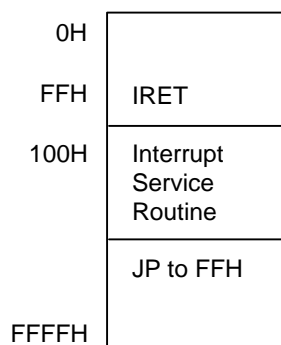 0H
FFH IRET
100H Interrupt
Service
Routine
JP to FFH
FFFFH